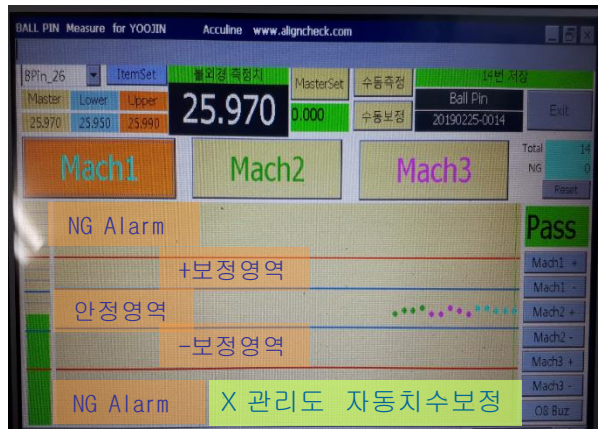 BALL PIN Measure for YOOJIN Acculine www.aligncheck.com
BPin_26 ItemSet 볼외경 측정치 MasterSet 수동측정 14번 저장
Master Lower Upper 25.970 0.000 수동보정 Ball Pin Exit
25.970 25.950 25.990 20190225-0014
Mach1 Mach2 Mach3 Total 14
NG 0
Reset
NG Alarm Pass
+보정영역 Mach1 +
Mach1 -
안정영역 Mach2 +
-보정영역 Mach2 -
Mach3 +
Mach3 -
NG Alarm X 관리도 자동치수보정 O8 Buz